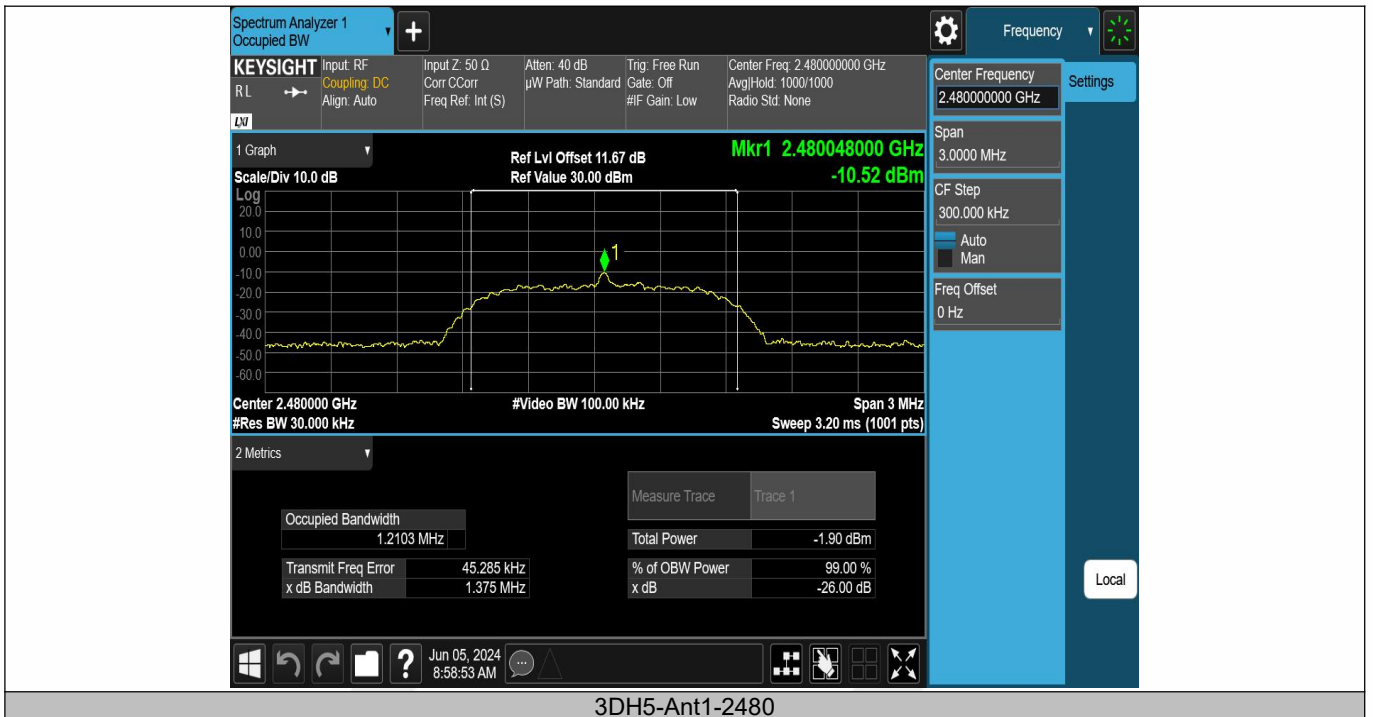 Spectrum Analyzer 1
Occupied BW
+
Frequency
KEYSIGHT
RL
LXI
Input: RF
Coupling: DC
Align: Auto
Input Z: 50 Ω
Corr CCorr
Freq Ref: Int (S)
Atten: 40 dB
µW Path: Standard
Trig: Free Run
Gate: Off
#IF Gain: Low
Center Freq: 2.480000000 GHz
Avg|Hold: 1000/1000
Radio Std: None
Center Frequency
2.480000000 GHz
Settings
Span
3.0000 MHz
CF Step
300.000 kHz
Auto
Man
Freq Offset
0 Hz
Local
1 Graph
Scale/Div 10.0 dB
Ref Lvl Offset 11.67 dB
Ref Value 30.00 dBm
Mkr1 2.480048000 GHz
-10.52 dBm
Log
20.0
10.0
0.00
-10.0
-20.0
-30.0
-40.0
-50.0
-60.0
1
Center 2.480000 GHz
#Video BW 100.00 kHz
Span 3 MHz
#Res BW 30.000 kHz
Sweep 3.20 ms (1001 pts)
2 Metrics
Measure Trace Trace 1
Occupied Bandwidth
1.2103 MHz
Total Power -1.90 dBm
Transmit Freq Error 45.285 kHz
% of OBW Power 99.00 %
x dB Bandwidth 1.375 MHz
x dB -26.00 dB
?
Jun 05, 2024
8:58:53 AM
3DH5-Ant1-2480